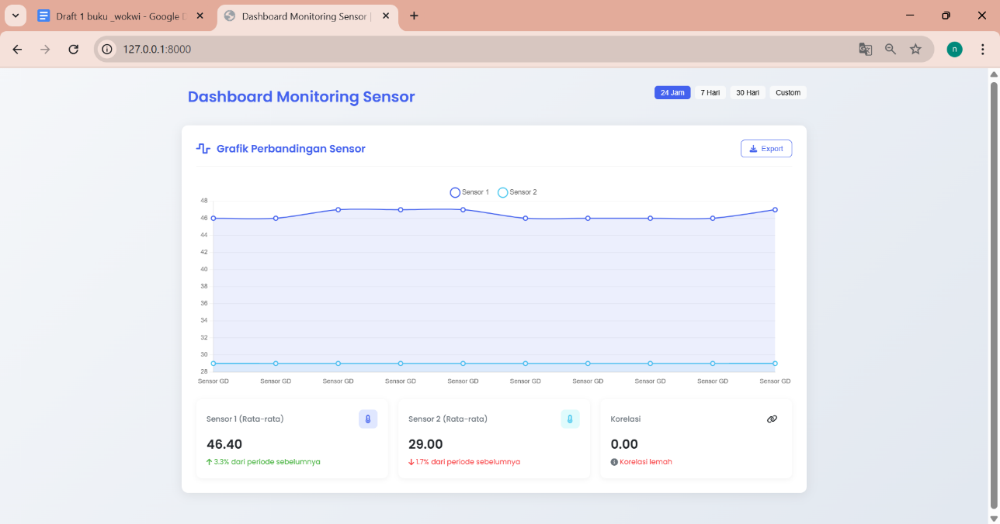 Draft 1 buku _wokwi - Google D
Dashboard Monitoring Sensor |
127.0.0.1:8000
n
Dashboard Monitoring Sensor
24 Jam 7 Hari 30 Hari Custom
Grafik Perbandingan Sensor
Export
Sensor 1 Sensor 2
48
46
44
42
40
38
36
34
32
30
28
Sensor GD Sensor GD Sensor GD Sensor GD Sensor GD Sensor GD Sensor GD Sensor GD Sensor GD Sensor GD
Sensor 1 (Rata-rata)
46.40
3.3% dari periode sebelumnya
Sensor 2 (Rata-rata)
29.00
1.7% dari periode sebelumnya
Korelasi
0.00
Korelasi lemah